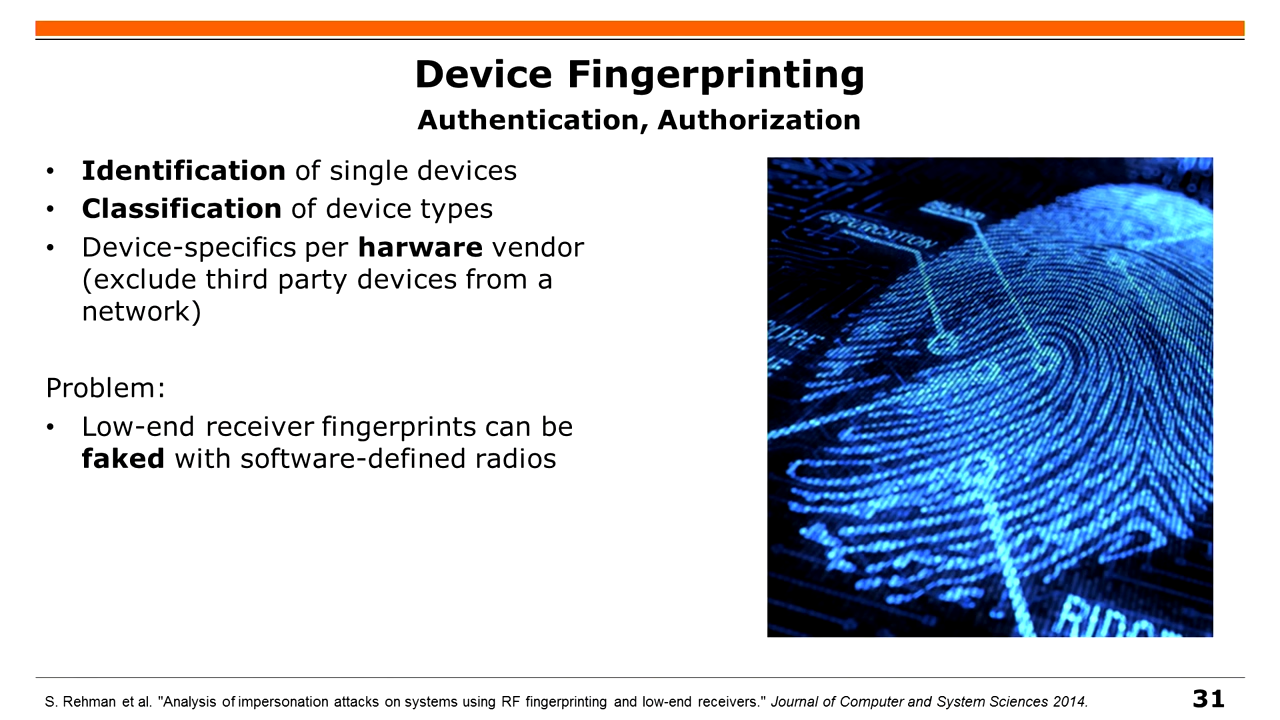 Device Fingerprinting
Authentication, Authorization
• Identification of single devices
• Classification of device types
• Device-specifics per harware vendor
(exclude third party devices from a
network)
Problem:
• Low-end receiver fingerprints can be
faked with software-defined radios
BIFURCATION
S. Rehman et al. "Analysis of impersonation attacks on systems using RF fingerprinting and low-end receivers." Journal of Computer and System Sciences 2014.
31